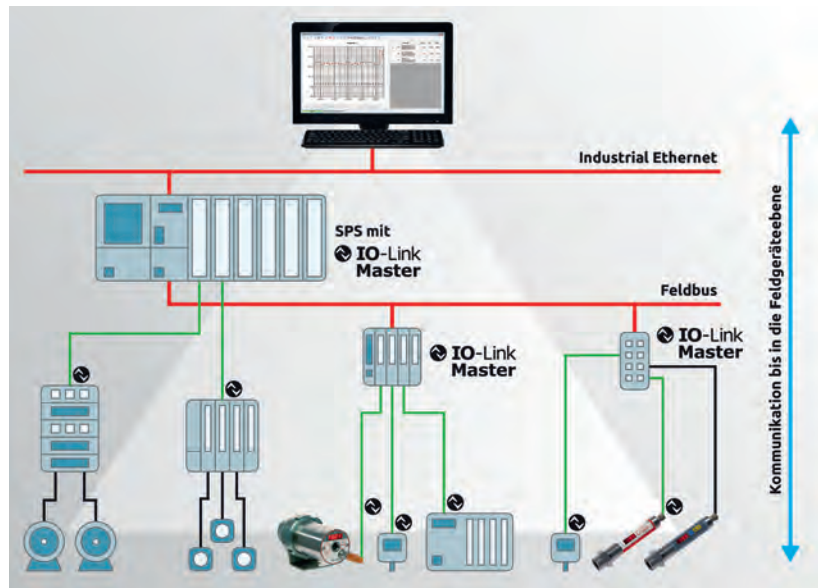 Industrial Ethernet
SPS mit
IO-Link
Master
Feldbus
IO-Link
Master
IO-Link
Master
Kommunikation bis in die Feldgeräteebene